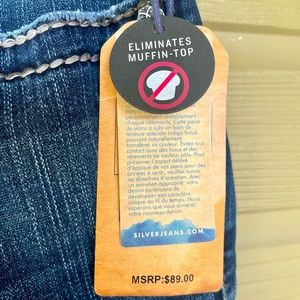 ELIMINATES
MUFFIN-TOP
personnalisent véritablement
chaque vêtements. Cette paire
de jeans a subi un bain de
teinture spéciale indigo foncé
pouvant naturellement
transférer sa couleur. Évitez tout
contact avec des tissus et des
vêtements de couleur pâle. Pour
préserver l'aspect délavé
d'époque de vos jeans pour des
années à venir, veuillez suivre
les directives d'entretien. Avec
un entretien approprié, votre
denim continuera de
développer son caractère
unique au fil du temps. Nous
espérons que vous aimerez
votre nouveau denim.
SILVERJEANS.COM
MSRP:$89.00